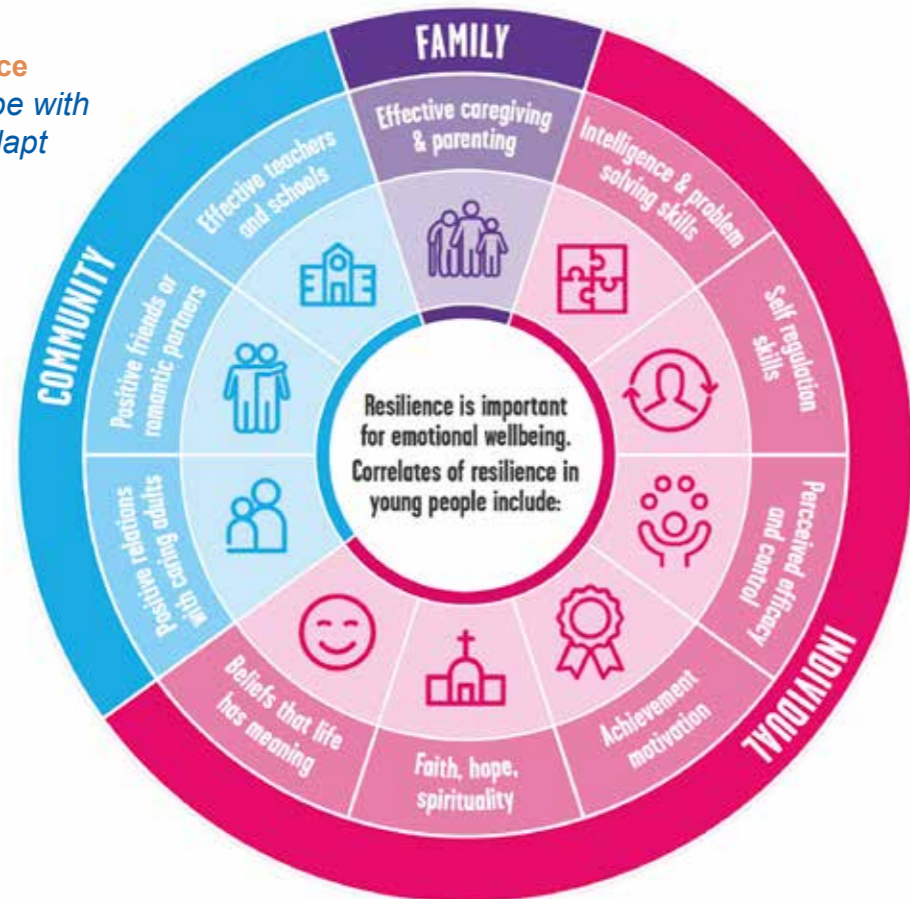 ce
with
FAMILY
Effective caregiving
& parenting
Intelligence & problem
solving skills
Self regulation
skills
Perceived efficacy
and control
INDIVIDUAL
Achievement
motivation
Faith, hope,
spirituality
Beliefs that life
has meaning
Positive relations
with caring adults
Positive friends or
romantic partners
COMMUNITY
Effective teachers
and schools
Resilience is important
for emotional wellbeing.
Correlates of resilience in
young people include: